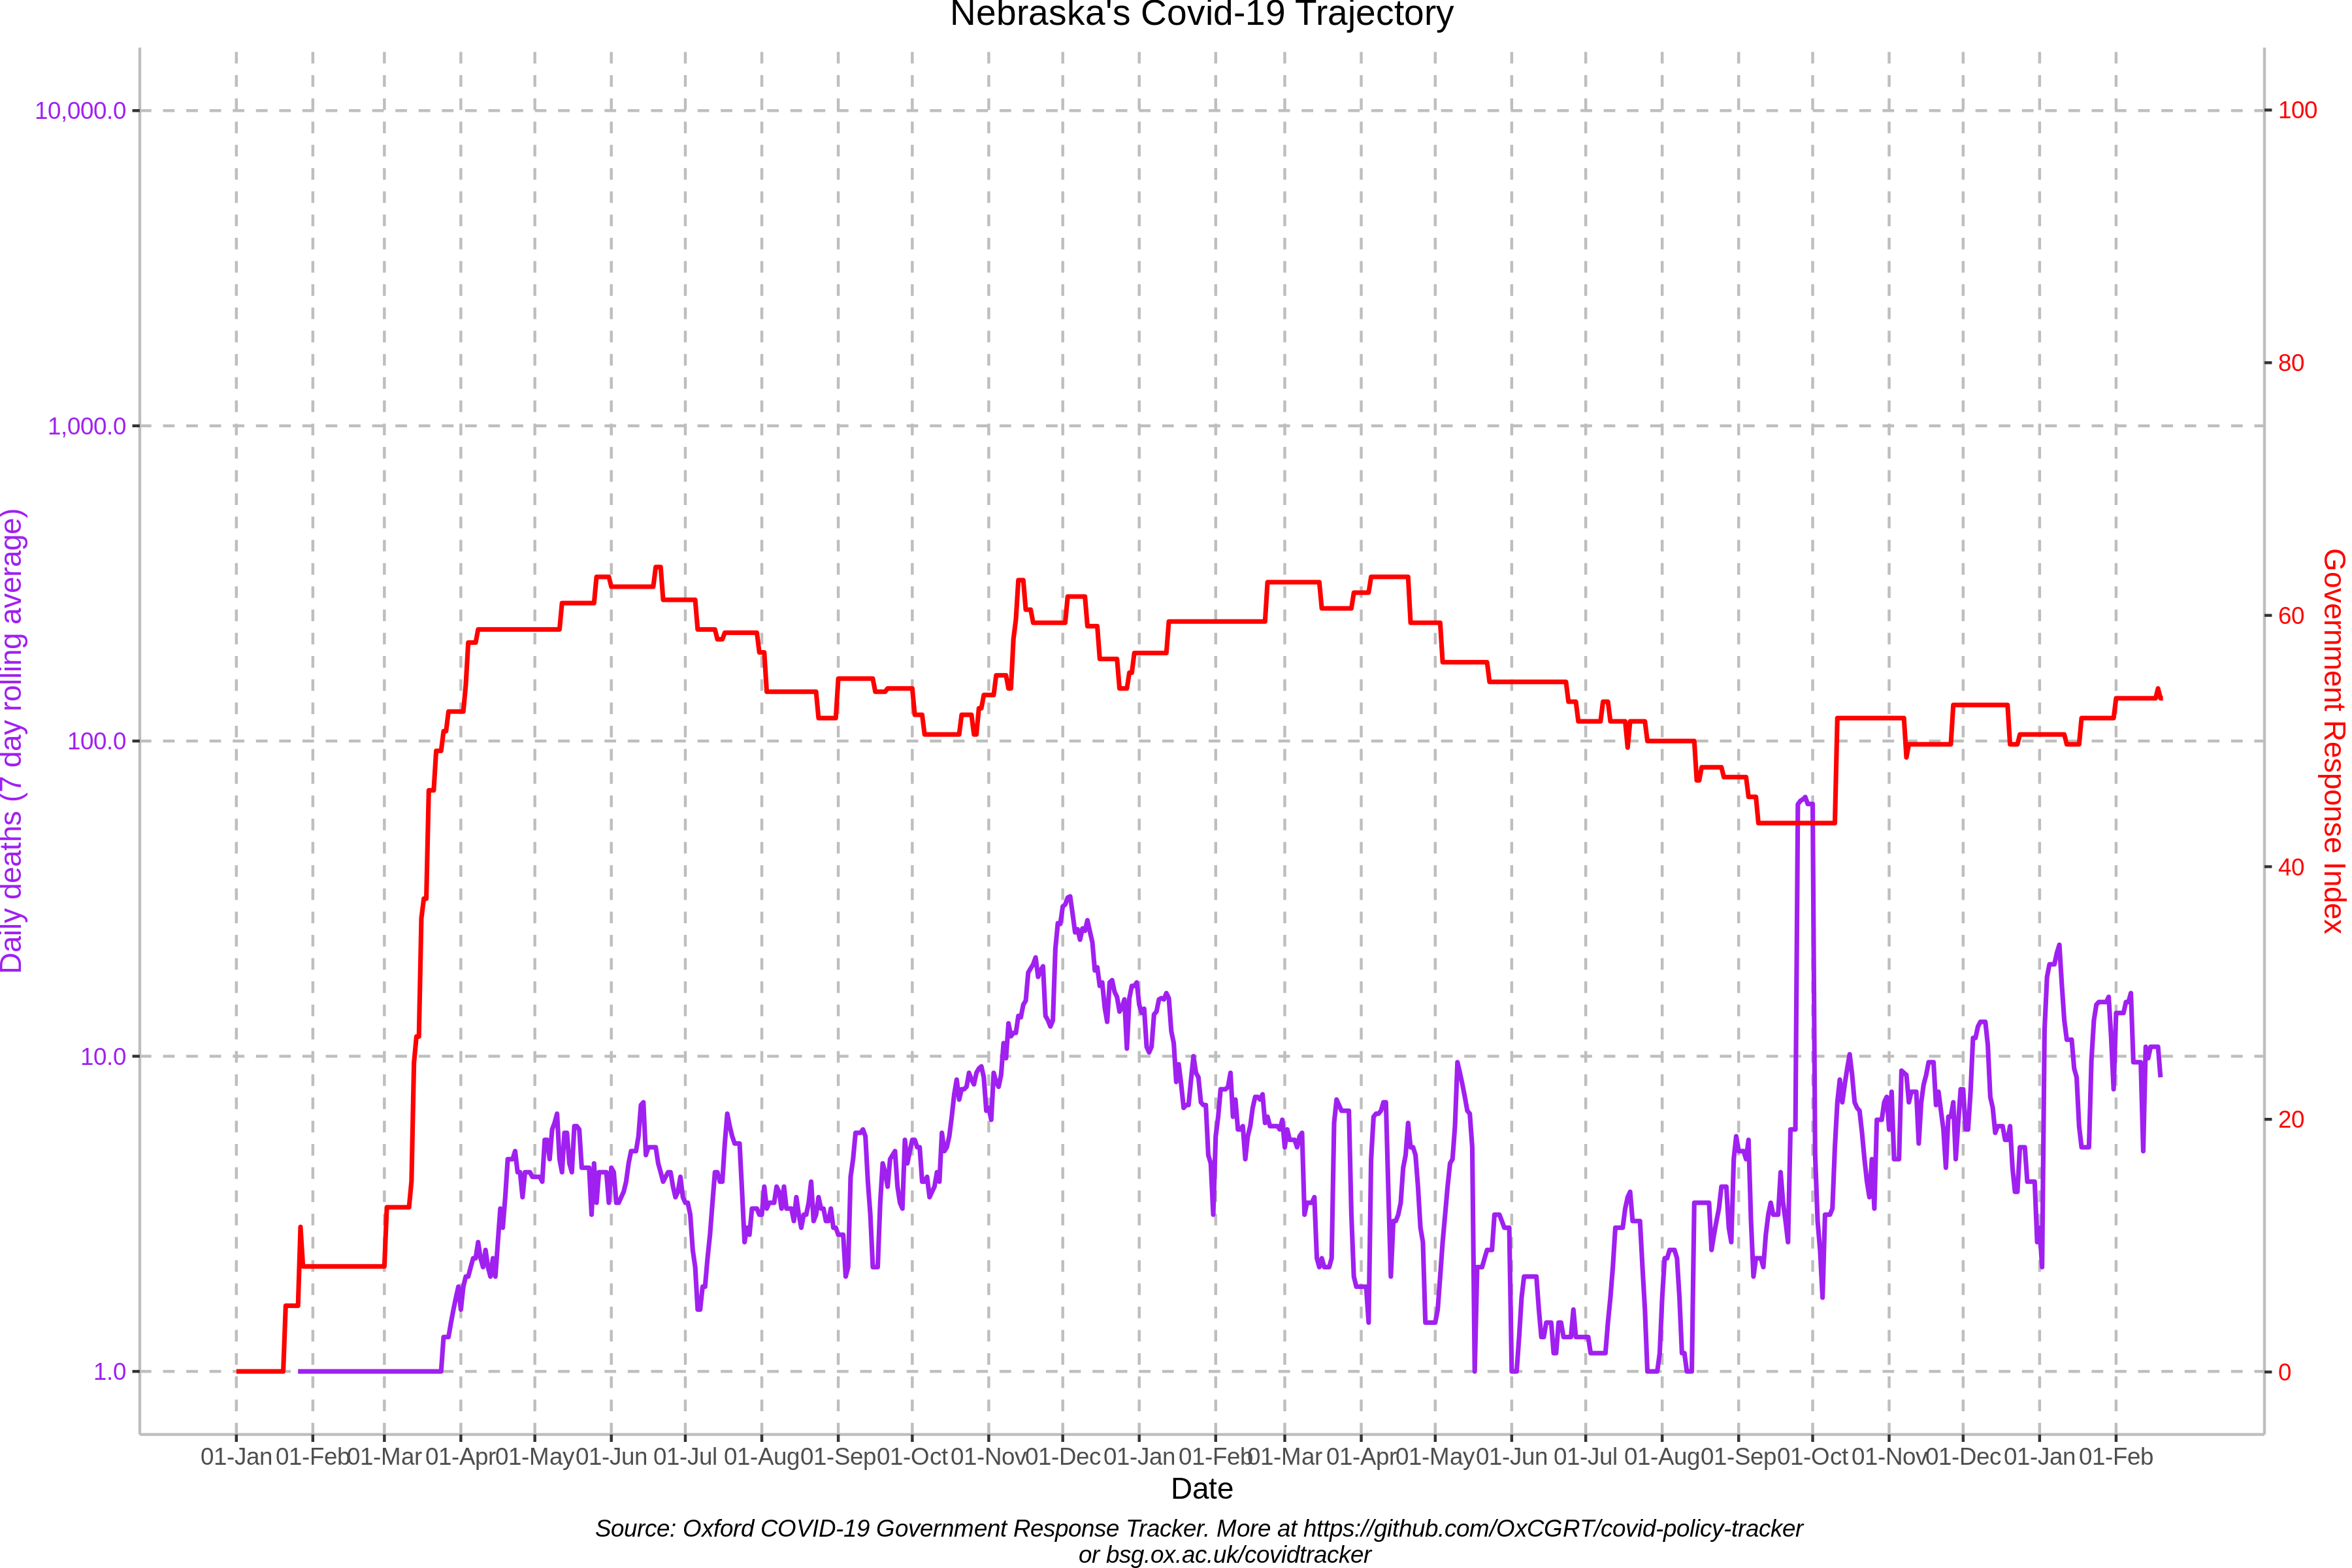 Nebraska's Covid-19 Trajectory
10,000.0
1,000.0
100.0
10.0
1.0
Daily deaths (7 day rolling average)
100
80
60
40
20
0
Government Response Index
01-Jan 01-Feb 01-Mar 01-Apr 01-May 01-Jun 01-Jul 01-Aug 01-Sep 01-Oct 01-Nov 01-Dec 01-Jan 01-Feb 01-Mar 01-Apr 01-May 01-Jun 01-Jul 01-Aug 01-Sep 01-Oct 01-Nov 01-Dec 01-Jan 01-Feb
Date
Source: Oxford COVID-19 Government Response Tracker. More at https://github.com/OxCGRT/covid-policy-tracker
or bsg.ox.ac.uk/covidtracker